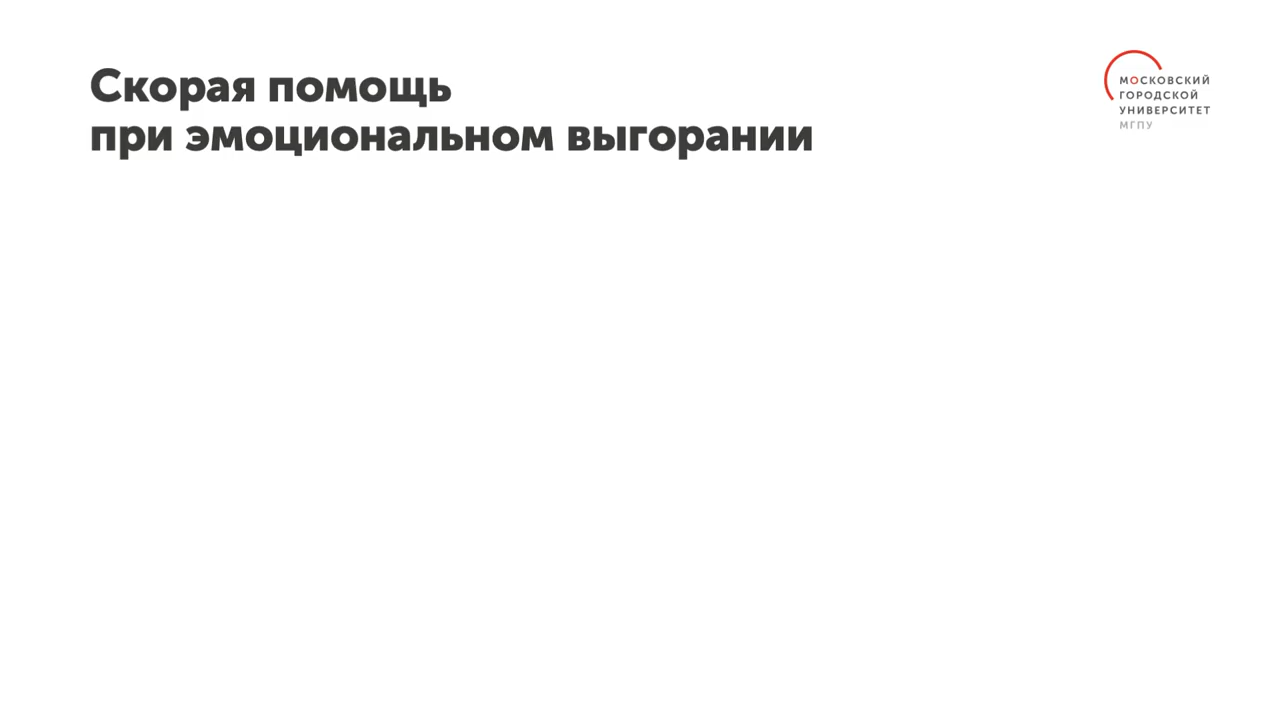 Скорая помощь
при эмоциональном выгорании
МОСКОВСКИЙ
ГОРОДСКОЙ
УНИВЕРСИТЕТ
МГПУ